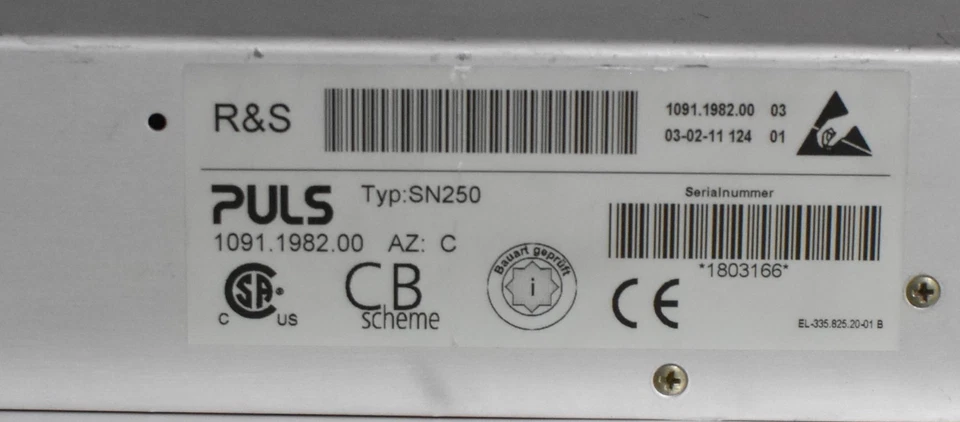 R&S
1091.1982.00 03
03-02-11 124 01
PULS Typ:SN250
1091.1982.00 AZ: C
Serialnummer
*1803166*
CSA®
C US
CB
scheme
Bauart geprüft
i
CE
EL-335.825.20-01 B